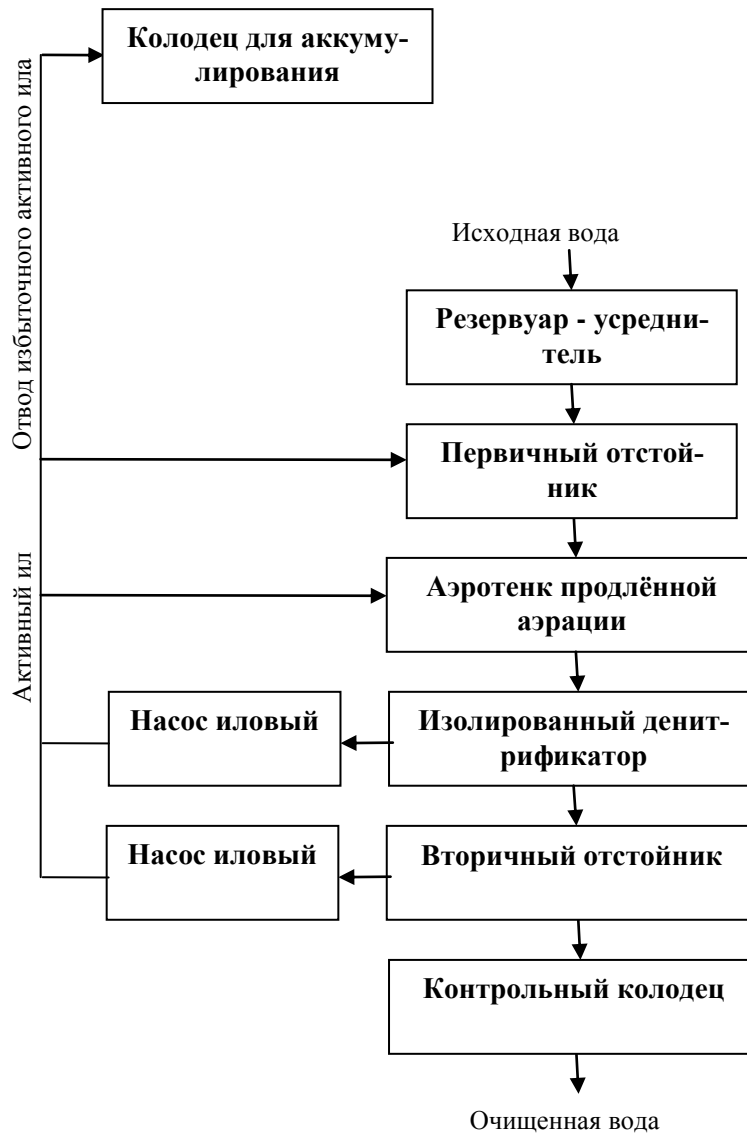 Колодец для аккуму-
лирования
Отвод избыточного активного ила
Исходная вода
Резервуар - усредни-
тель
Первичный отстой-
ник
Активный ил
Аэротенк продлённой
аэрации
Насос иловый
Изолированный денит-
рификатор
Насос иловый
Вторичный отстойник
Контрольный колодец
Очищенная вода